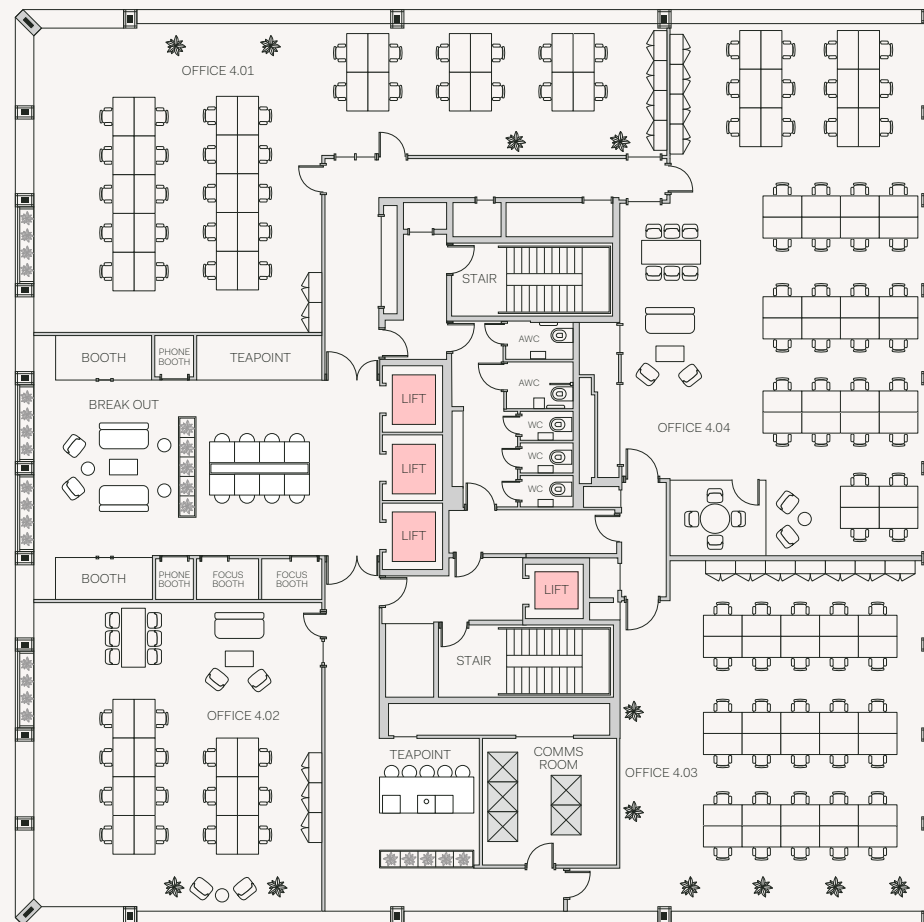 OFFICE 4.01
STAIR
BOOTH
PHONE
BOOTH
TEAPOINT
AWC
LIFT
AWC
BREAK OUT
WC
OFFICE 4.04
LIFT
WC
WC
LIFT
BOOTH
PHONE
BOOTH
FOCUS
BOOTH
FOCUS
BOOTH
LIFT
STAIR
OFFICE 4.02
TEAPOINT
COMMS
ROOM
OFFICE 4.03